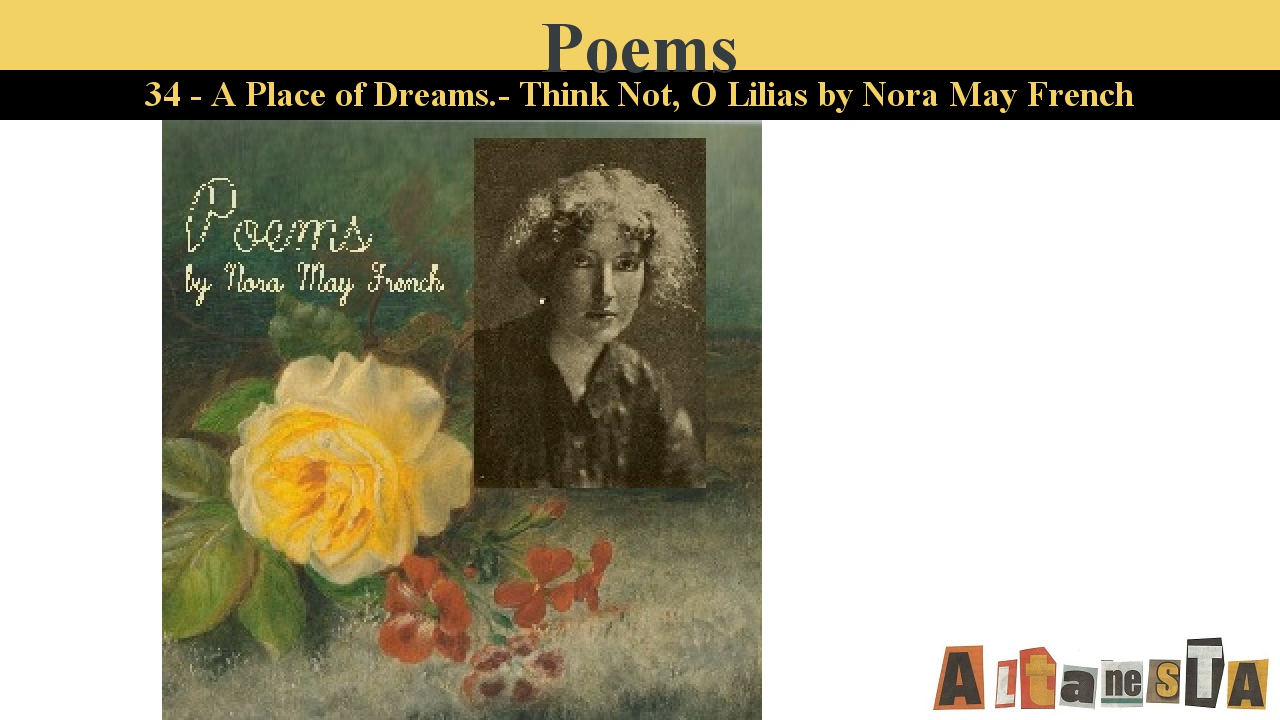 Poems
34 - A Place of Dreams.- Think Not, O Lilias by Nora May French
Poems
by Nora May French
AltanesTA